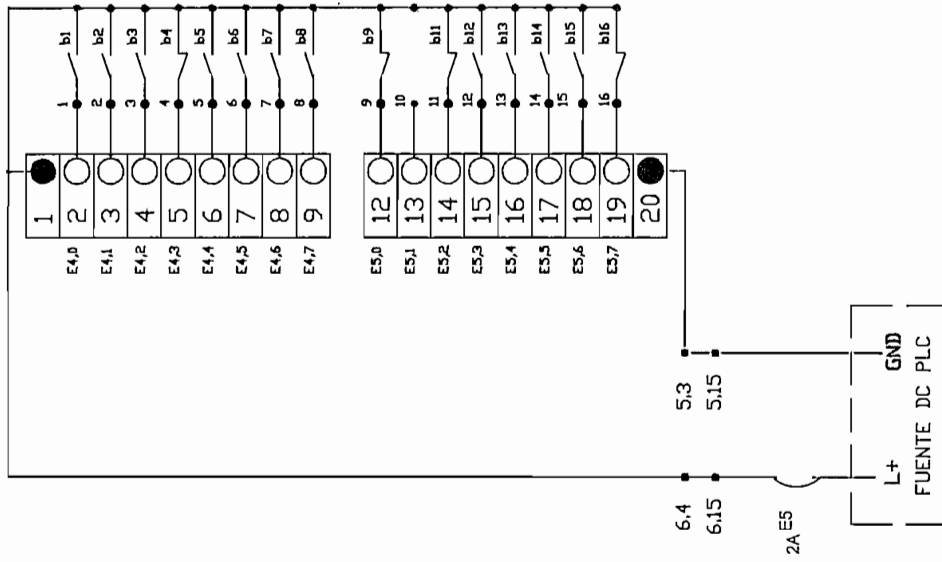 b1 b2 b3 b4 b5 b6 b7 b8 b9 b11 b12 b13 b14 b15 b16
1 2 3 4 5 6 7 8 9 10 11 12 13 14 15 16
1 2 3 4 5 6 7 8 9 12 13 14 15 16 17 18 19 20
E4,0 E4,1 E4,2 E4,3 E4,4 E4,5 E4,6 E4,7 E5,0 E5,1 E5,2 E5,3 E5,4 E5,5 E5,6 E5,7
6,4 5,3
6,15 5,15
2A E5
L+ GND
FUENTE DC PLC